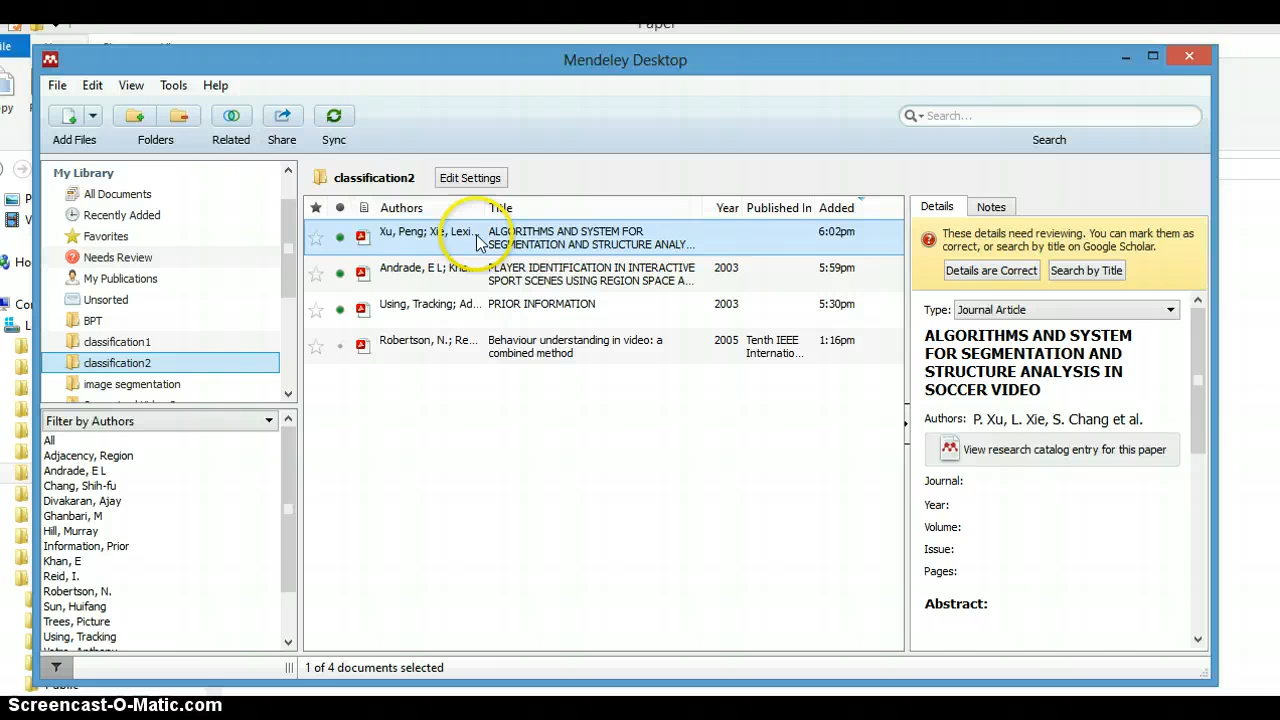 Paper
Mendeley Desktop
File Edit View Tools Help
Search...
Add Files Folders Related Share Sync Search
My Library
All Documents
Recently Added
Favorites
Needs Review
My Publications
Unsorted
BPT
classification1
classification2
image segmentation
Filter by Authors
All
Adjacency, Region
Andrade, E L
Chang, Shih-fu
Divakaran, Ajay
Ghanbari, M
Hill, Murray
Information, Prior
Khan, E
Reid, I.
Robertson, N.
Sun, Huifang
Trees, Picture
Using, Tracking
classification2 Edit Settings
Authors Title Year Published In Added
Xu, Peng; Xie, Lexi... ALGORITHMS AND SYSTEM FOR 6:02pm
SEGMENTATION AND STRUCTURE ANALY...
Andrade, E L; Kha... PLAYER IDENTIFICATION IN INTERACTIVE 2003 5:59pm
SPORT SCENES USING REGION SPACE A...
Using, Tracking; Ad... PRIOR INFORMATION 2003 5:30pm
Robertson, N.; Re... Behaviour understanding in video: a 2005 Tenth IEEE 1:16pm
combined method Internatio...
Details Notes
These details need reviewing. You can mark them as
correct, or search by title on Google Scholar.
Details are Correct Search by Title
Type: Journal Article
ALGORITHMS AND SYSTEM
FOR SEGMENTATION AND
STRUCTURE ANALYSIS IN
SOCCER VIDEO
Authors: P. Xu, L. Xie, S. Chang et al.
View research catalog entry for this paper
Journal:
Year:
Volume:
Issue:
Pages:
Abstract:
1 of 4 documents selected
Public
Screencast-O-Matic.com